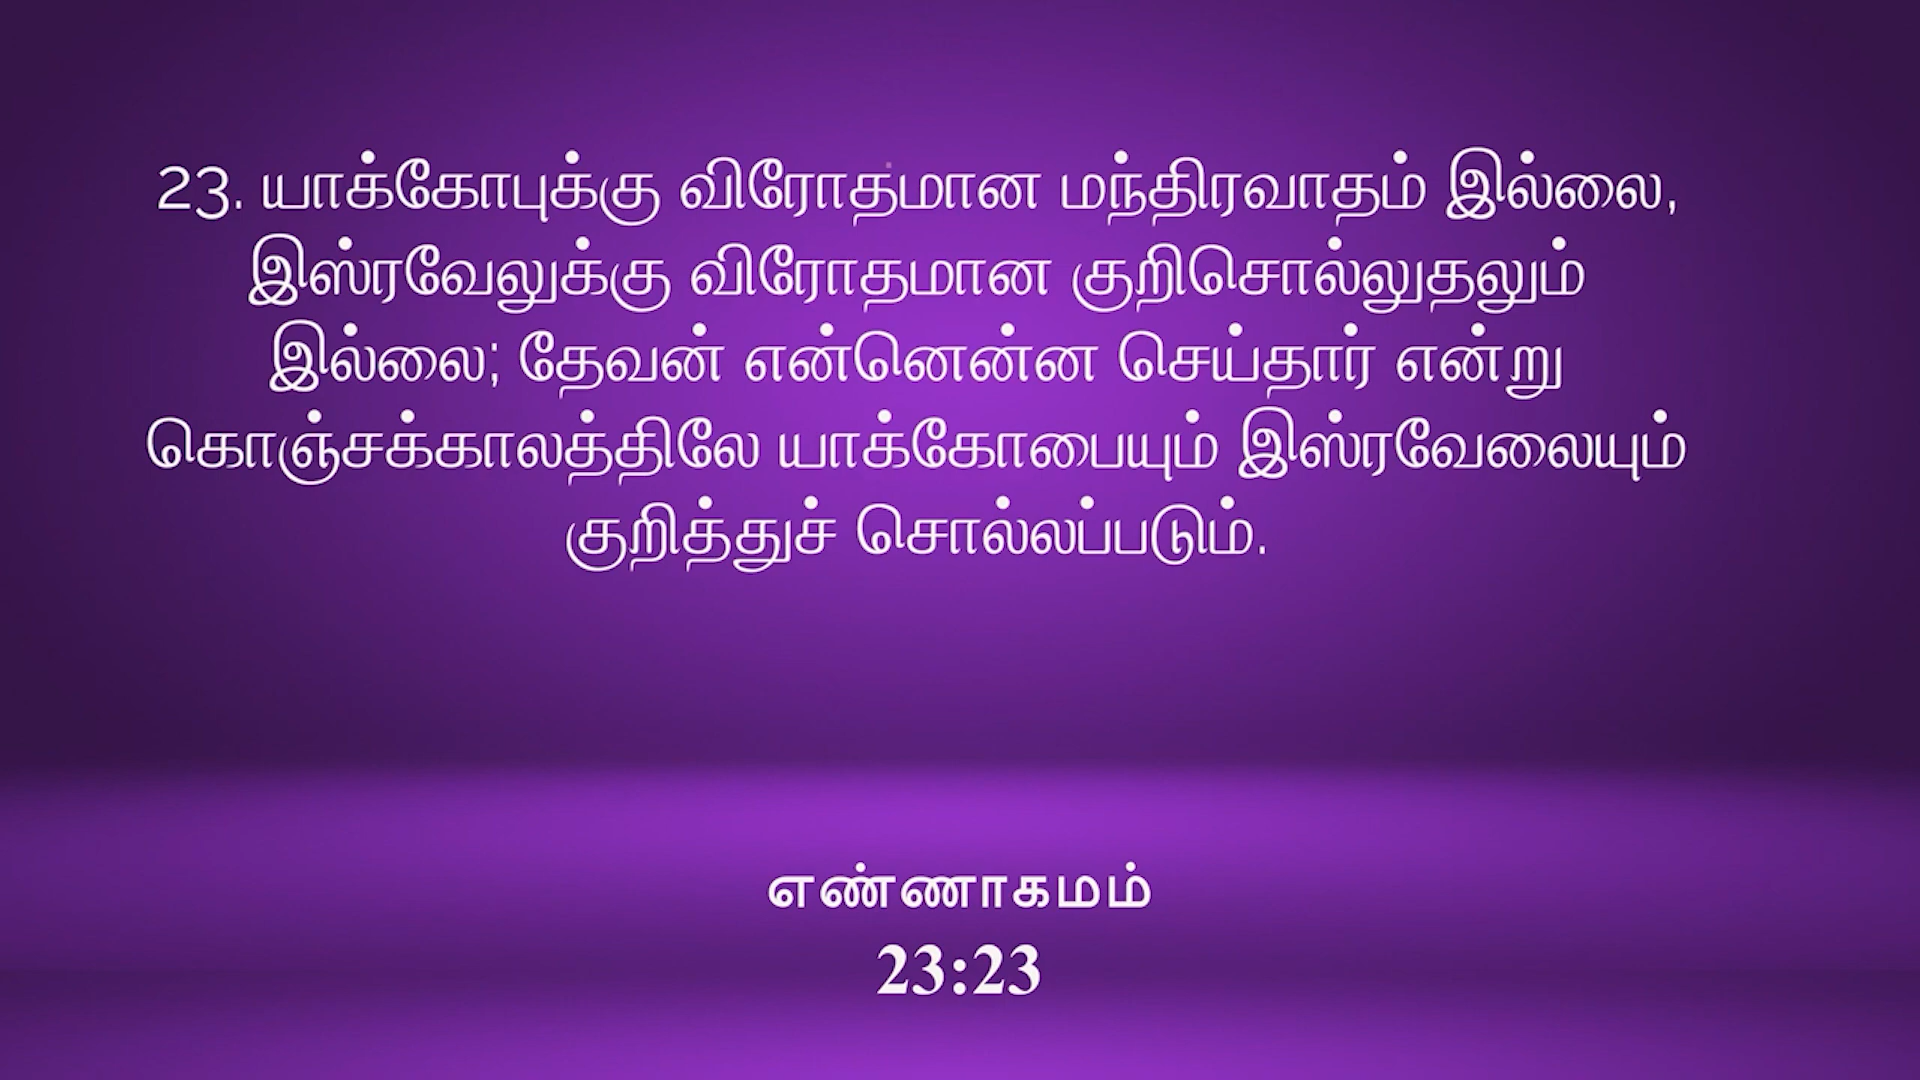 23. யாக்கோபுக்கு விரோதமான மந்திரவாதம் இல்லை,
இஸ்ரவேலுக்கு விரோதமான குறிசொல்லுதலும்
இல்லை; தேவன் என்னென்ன செய்தார் என்று
கொஞ்சக்காலத்திலே யாக்கோபையும் இஸ்ரவேலையும்
குறித்துச் சொல்லப்படும்.
எண்ணாகமம்
23:23